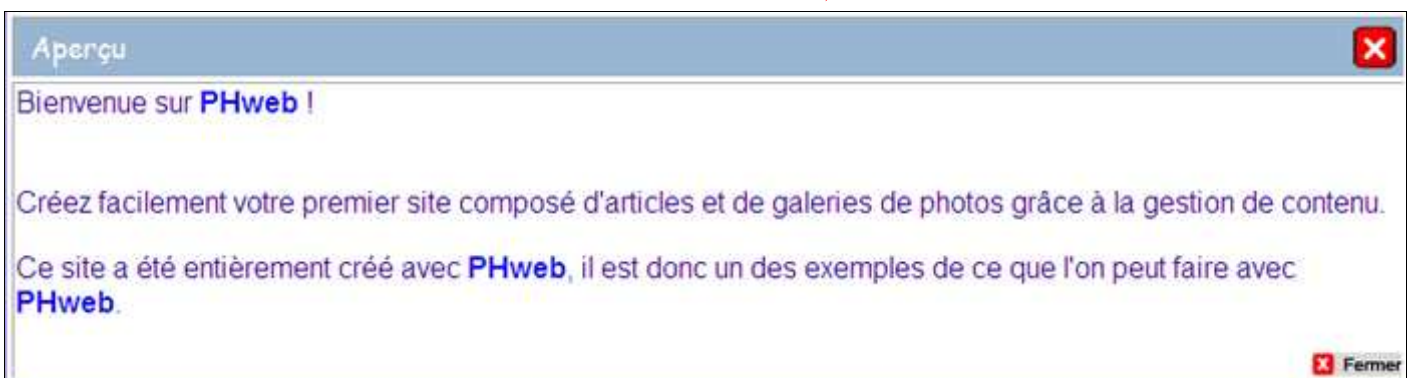 Aperçu
Bienvenue sur PHweb !
Créez facilement votre premier site composé d'articles et de galeries de photos grâce à la gestion de contenu.
Ce site a été entièrement créé avec PHweb, il est donc un des exemples de ce que l'on peut faire avec
PHweb.
Fermer